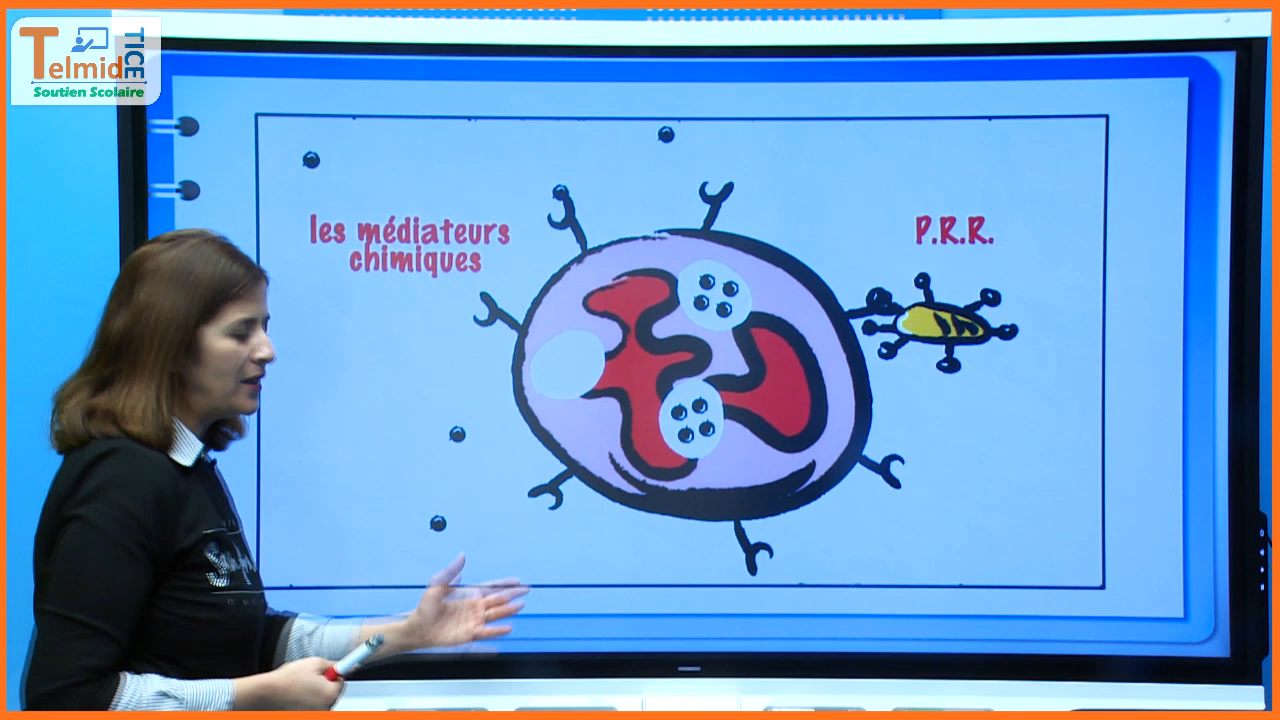 Telmid
TICE
Soutien Scolaire
les médiateurs
chimiques
P.R.R.